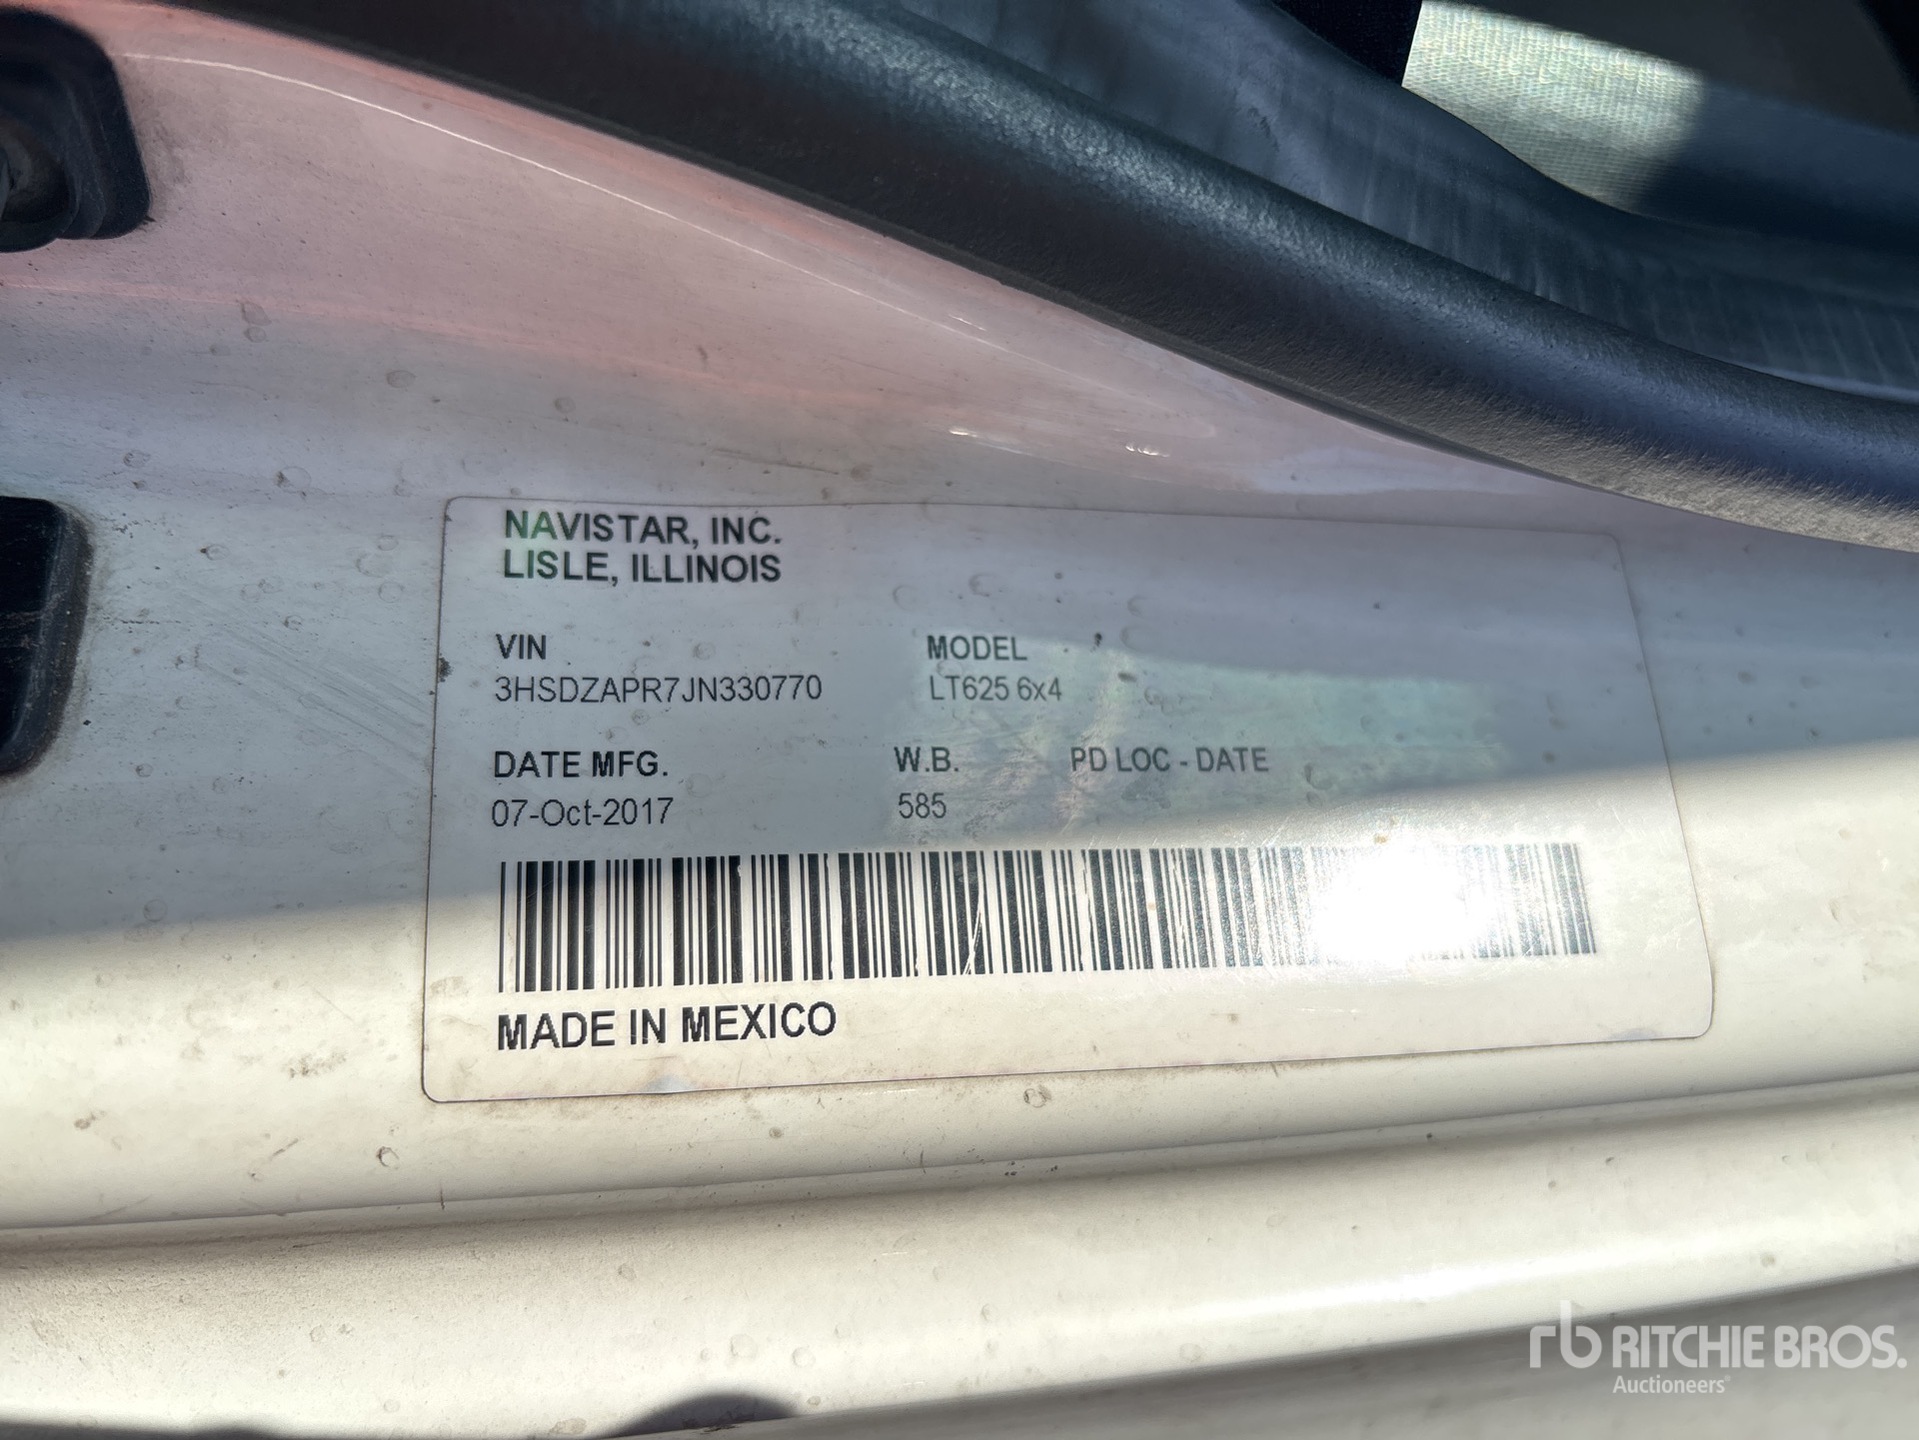 NAVISTAR, INC.
LISLE, ILLINOIS
VIN MODEL
3HSDZAPR7JN330770 LT625 6x4
DATE MFG. W.B. PD LOC - DATE
07-Oct-2017 585
MADE IN MEXICO
rb RITCHIE BROS.
Auctioneers